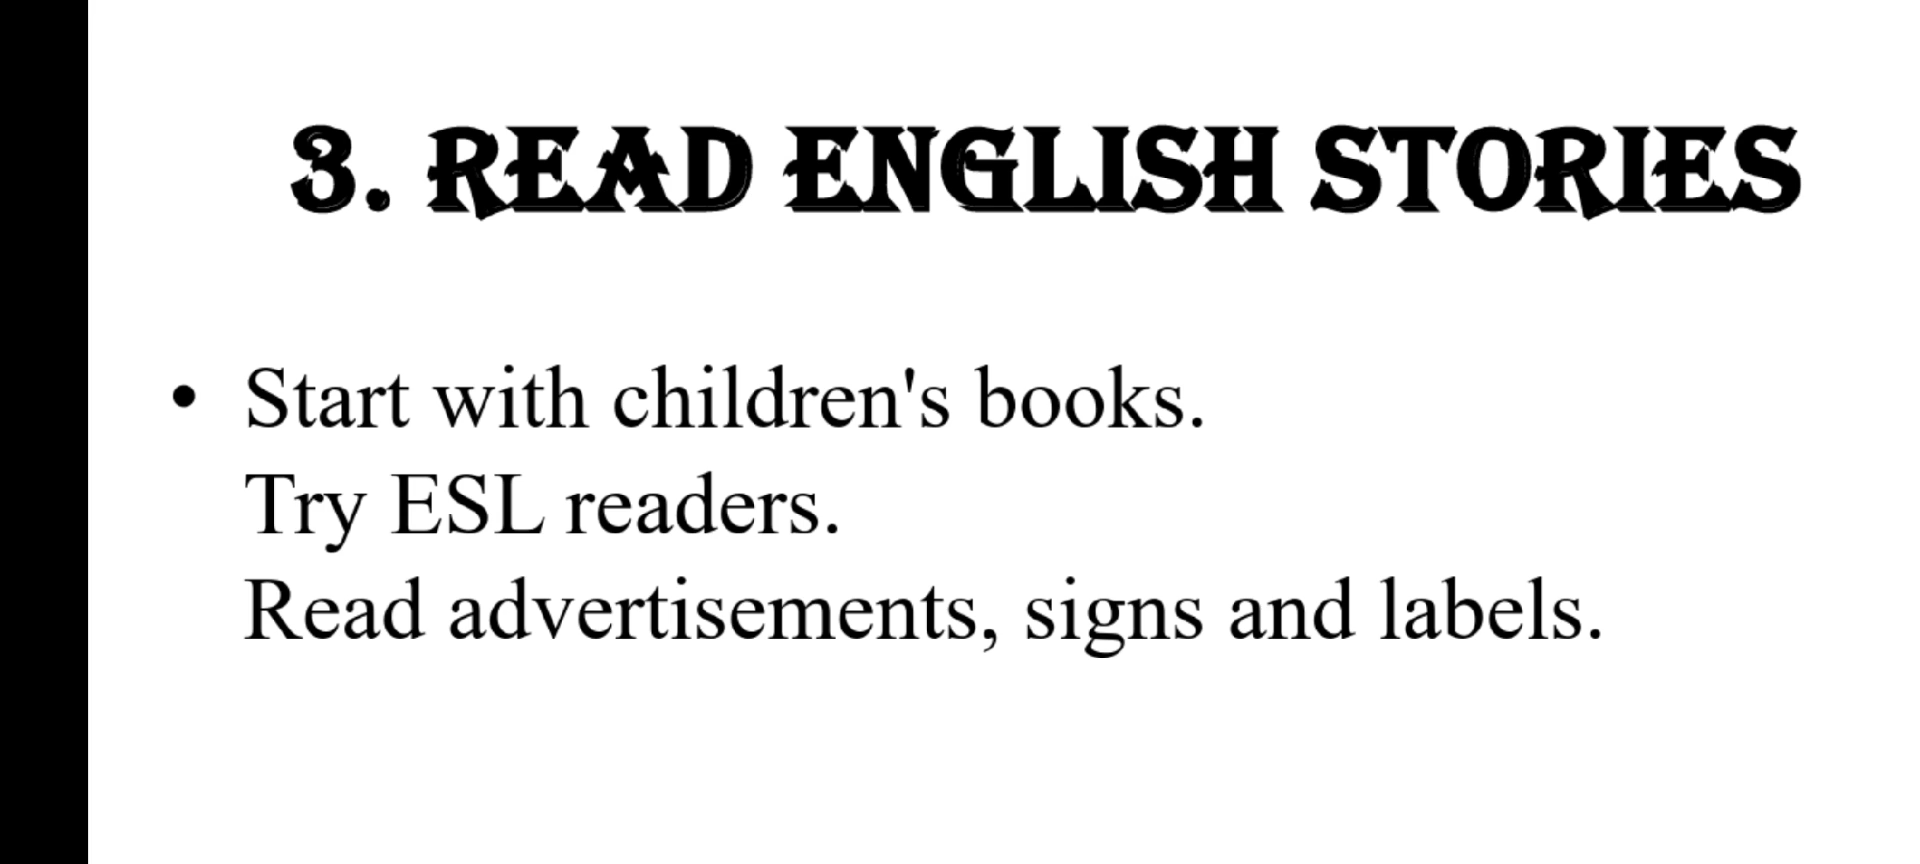 3. READ ENGLISH STORIES
• Start with children's books.
Try ESL readers.
Read advertisements, signs and labels.